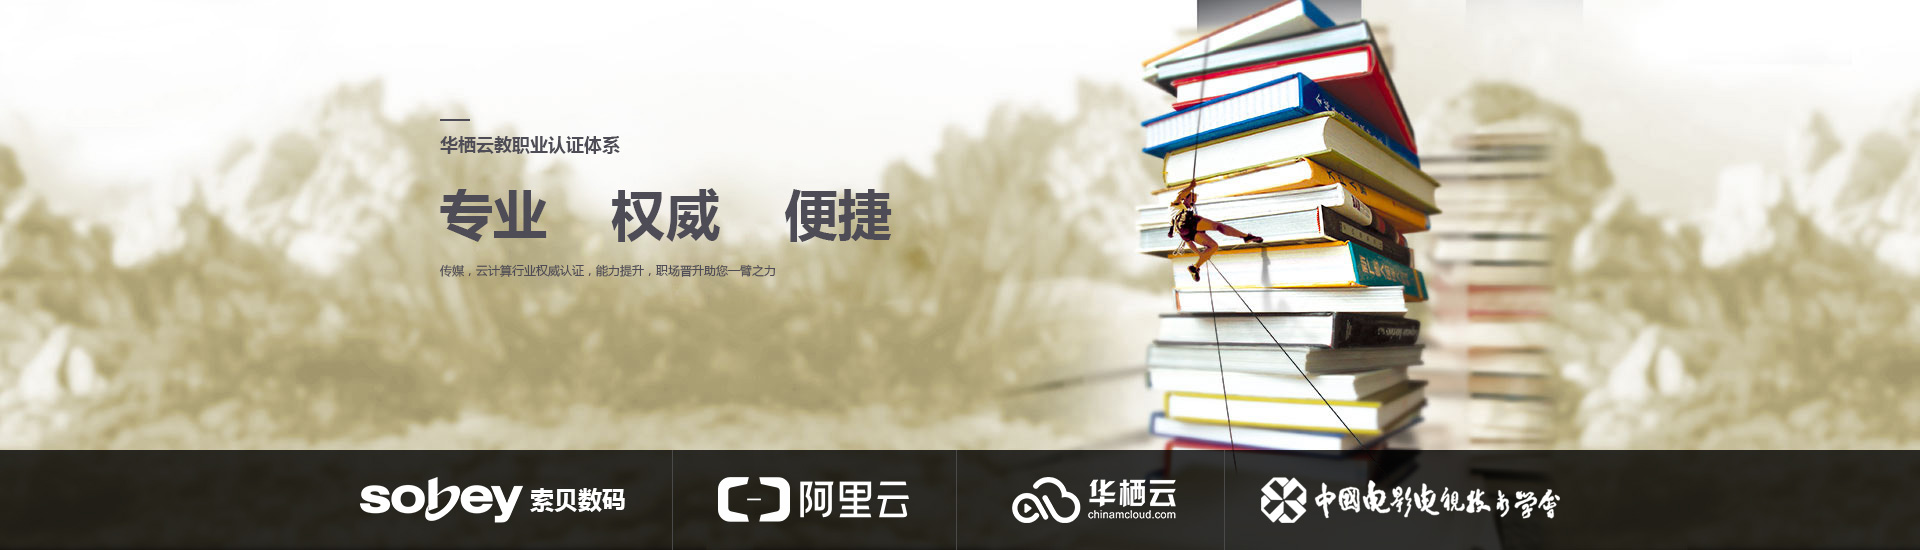 华栖云教职业认证体系
专业 权威 便捷
传媒，云计算行业权威认证，能力提升，职场晋升助您一臂之力
sobey 索贝数码
阿里云
华栖云
chinamcloud.com
中國电影电视技术学会